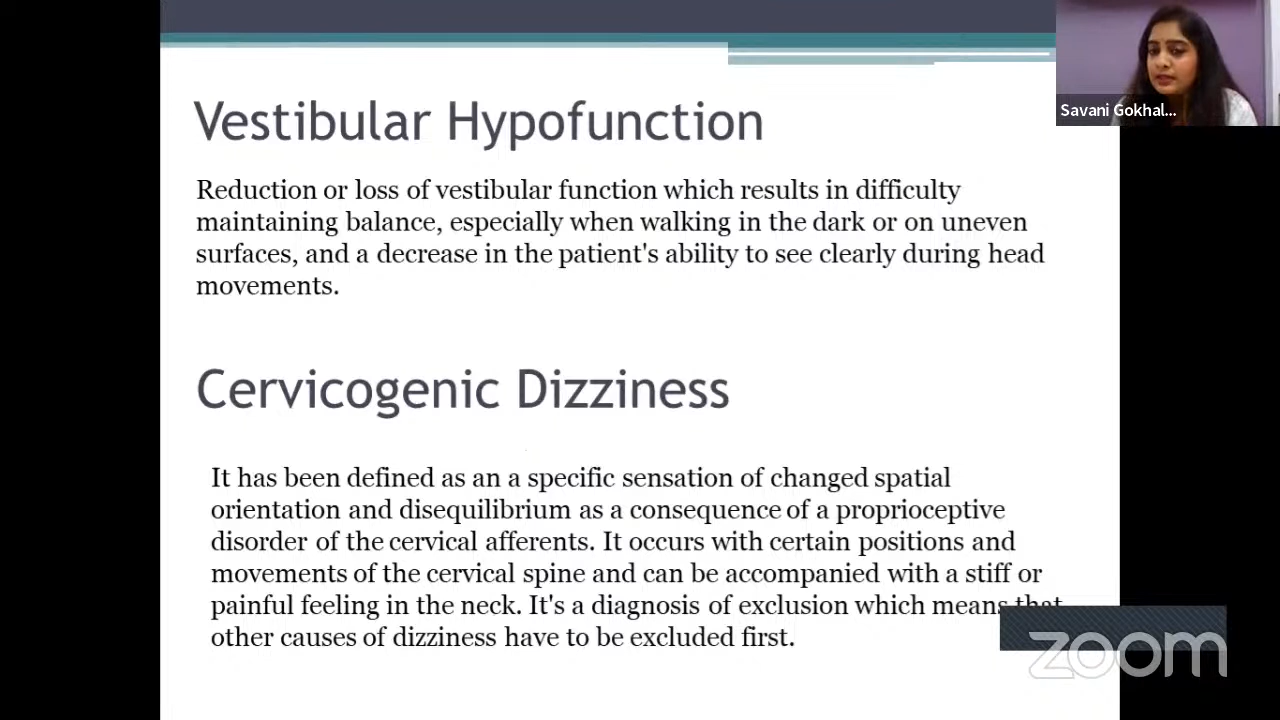 Vestibular Hypofunction
Reduction or loss of vestibular function which results in difficulty
maintaining balance, especially when walking in the dark or on uneven
surfaces, and a decrease in the patient's ability to see clearly during head
movements.
Cervicogenic Dizziness
It has been defined as an a specific sensation of changed spatial
orientation and disequilibrium as a consequence of a proprioceptive
disorder of the cervical afferents. It occurs with certain positions and
movements of the cervical spine and can be accompanied with a stiff or
painful feeling in the neck. It's a diagnosis of exclusion which means that
other causes of dizziness have to be excluded first.
Savani Gokhal...
zoom